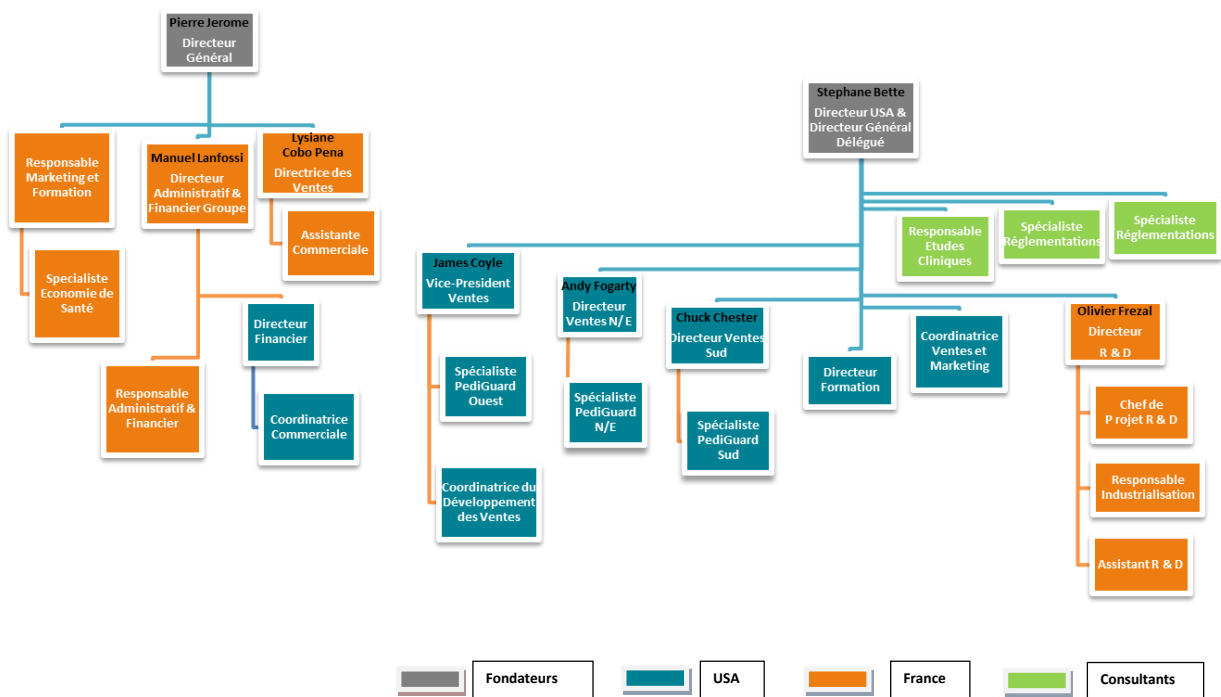 Pierre Jerome
Directeur
Général
Stephane Bette
Directeur USA &
Directeur Général
Délégué
Responsable
Marketing et
Formation
Manuel Lanfossi
Directeur
Administratif &
Financier Groupe
Lysiane
Cobo Pena
Directrice des
Ventes
Assistante
Commerciale
Specialiste
Economie de
Santé
Directeur
Financier
Responsable
Administratif &
Financier
Coordinatrice
Commerciale
Responsable
Etudes
Cliniques
Spécialiste
Réglementations
Spécialiste
Réglementations
James Coyle
Vice-President
Ventes
Andy Fogarty
Directeur
Ventes N/ E
Chuck Chester
Directeur Ventes
Sud
Directeur
Formation
Coordinatrice
Ventes et
Marketing
Olivier Frezal
Directeur
R & D
Spécialiste
PediGuard
Ouest
Spécialiste
PediGuard
N/E
Spécialiste
PediGuard
Sud
Coordinatrice du
Développement
des Ventes
Chef de
P rojet R & D
Responsable
Industrialisation
Assistant R & D
Fondateurs
USA
France
Consultants